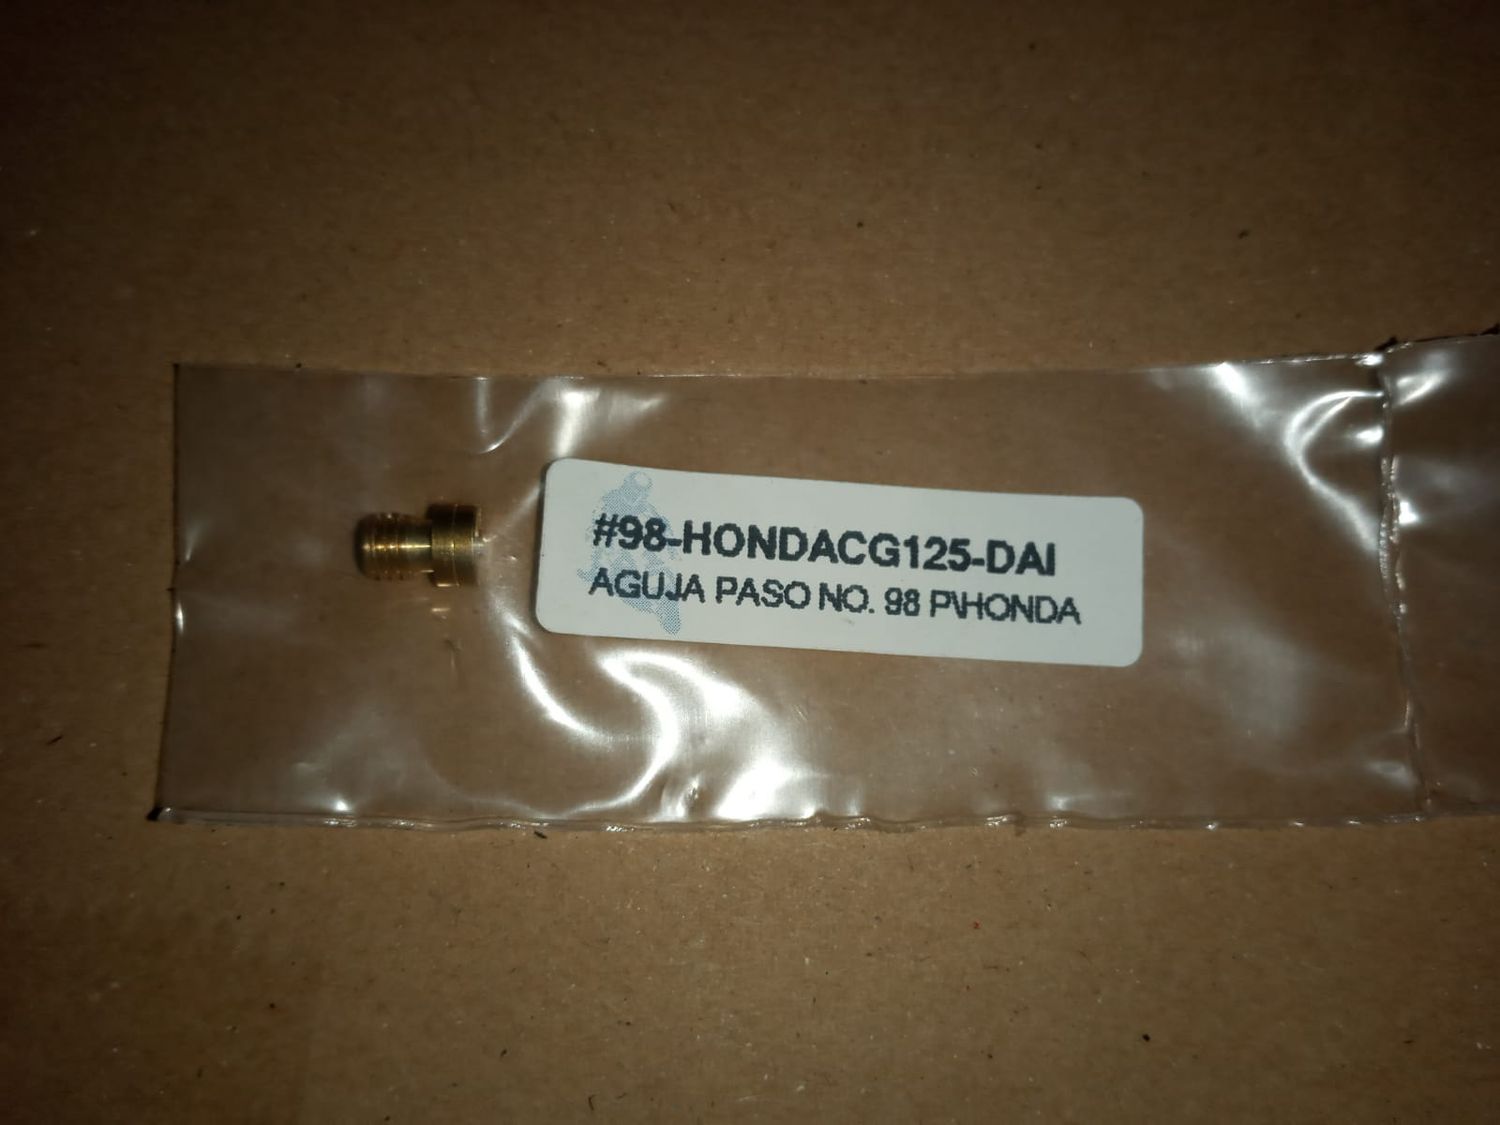 #98-HONDACG125-DAI
AGUJA PASO NO. 98 P\HONDA